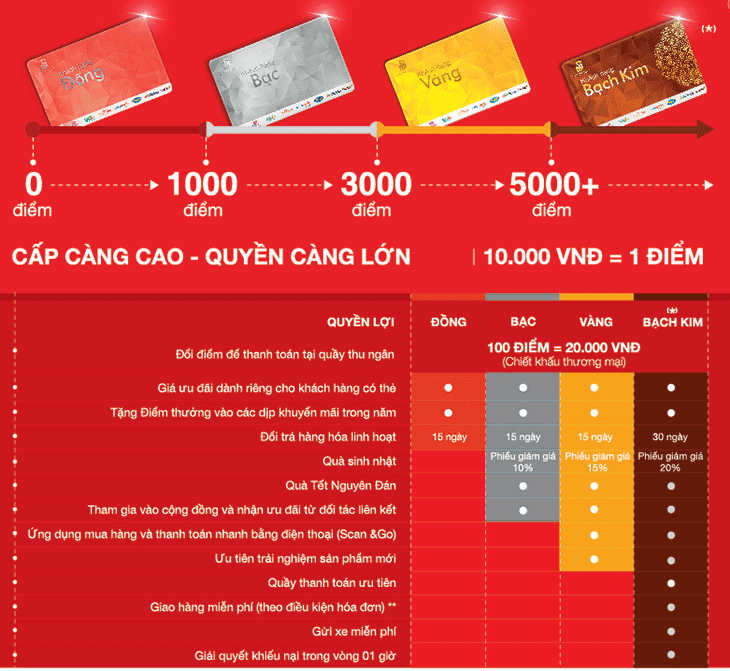 Khách hàng Đồng
Khách hàng Bạc
Khách hàng Vàng
Khách hàng Bạch Kim
(*)
0 1000 3000 5000+
điểm điểm điểm điểm
CẤP CÀNG CAO - QUYỀN CÀNG LỚN | 10.000 VNĐ = 1 ĐIỂM
QUYỀN LỢI ĐỒNG BẠC VÀNG (*) BẠCH KIM
Đổi điểm để thanh toán tại quầy thu ngân 100 ĐIỂM = 20.000 VNĐ
(Chiết khấu thương mại)
Giá ưu đãi dành riêng cho khách hàng có thẻ
Tặng Điểm thưởng vào các dịp khuyến mãi trong năm
Đổi trả hàng hóa linh hoạt 15 ngày 15 ngày 15 ngày 30 ngày
Quà sinh nhật Phiếu giảm giá 10% Phiếu giảm giá 15% Phiếu giảm giá 20%
Quà Tết Nguyên Đán
Tham gia vào cộng đồng và nhận ưu đãi từ đối tác liên kết
Ứng dụng mua hàng và thanh toán nhanh bằng điện thoại (Scan &Go)
Ưu tiên trải nghiệm sản phẩm mới
Quầy thanh toán ưu tiên
Giao hàng miễn phí (theo điều kiện hóa đơn) **
Gửi xe miễn phí
Giải quyết khiếu nại trong vòng 01 giờ